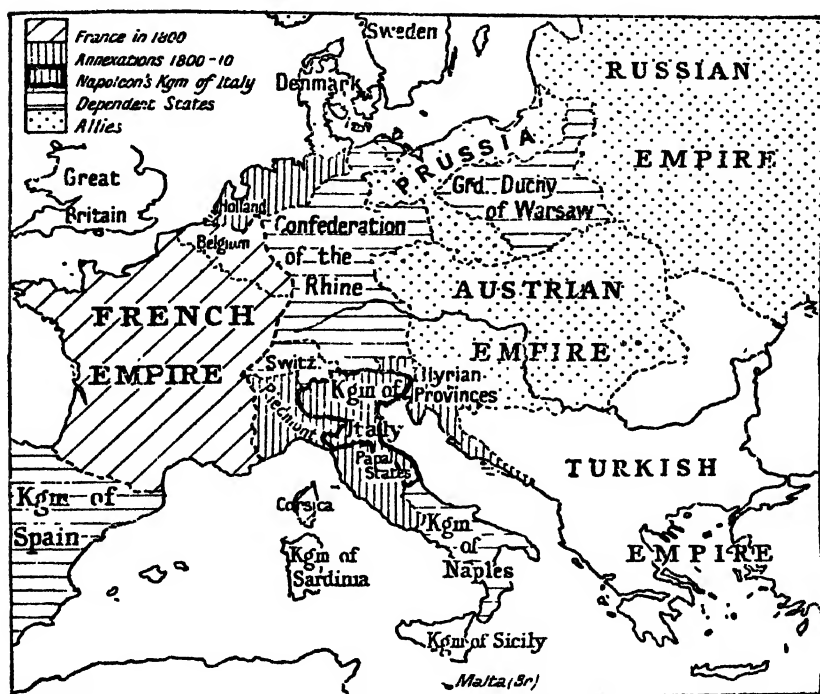 France in 1800
Annexations 1800-10
Napoleon's Kgm of Italy
Dependent States
Allies
Sweden
Denmark
RUSSIAN
EMPIRE
PRUSSIA
Great
Britain
Holland
Grd. Duchy
of Warsaw
Belgium
Confederation
of the
Rhine
FRENCH
EMPIRE
AUSTRIAN
EMPIRE
Switz.
Piedmont
Kgm of
Italy
Illyrian
Provinces
Papal
States
TURKISH
EMPIRE
Kgm of
Spain
Corsica
Kgm of
Sardinia
Kgm
of
Naples
Kgm of Sicily
Malta (Br)